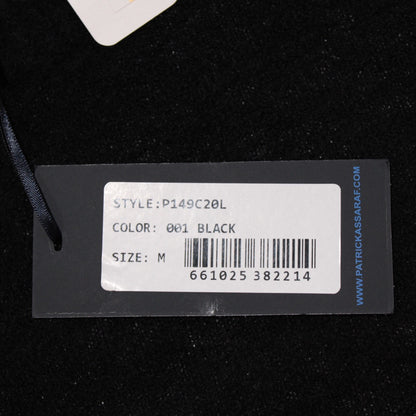 STYLE:P149C20L
COLOR: 001 BLACK
SIZE: M
661025 382214
WWW.PATRICKASSARAF.COM